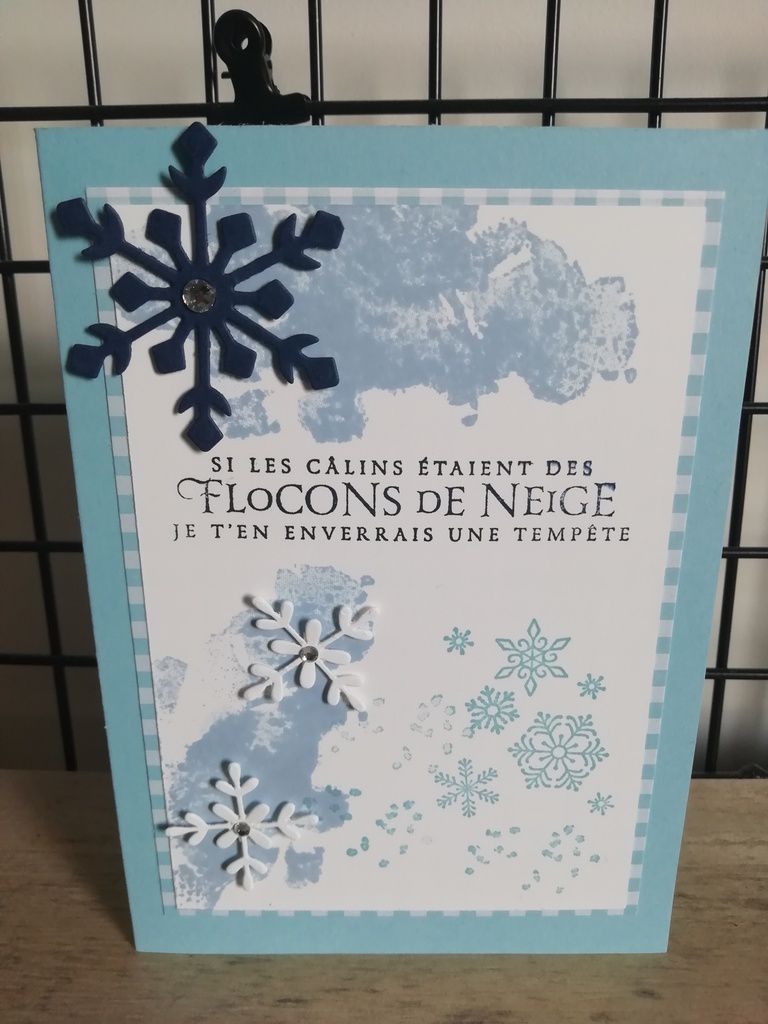 SI LES CÂLINS ÉTAIENT DES
FLOCONS DE NEIGE
JE T'EN ENVERRAIS UNE TEMPÊTE